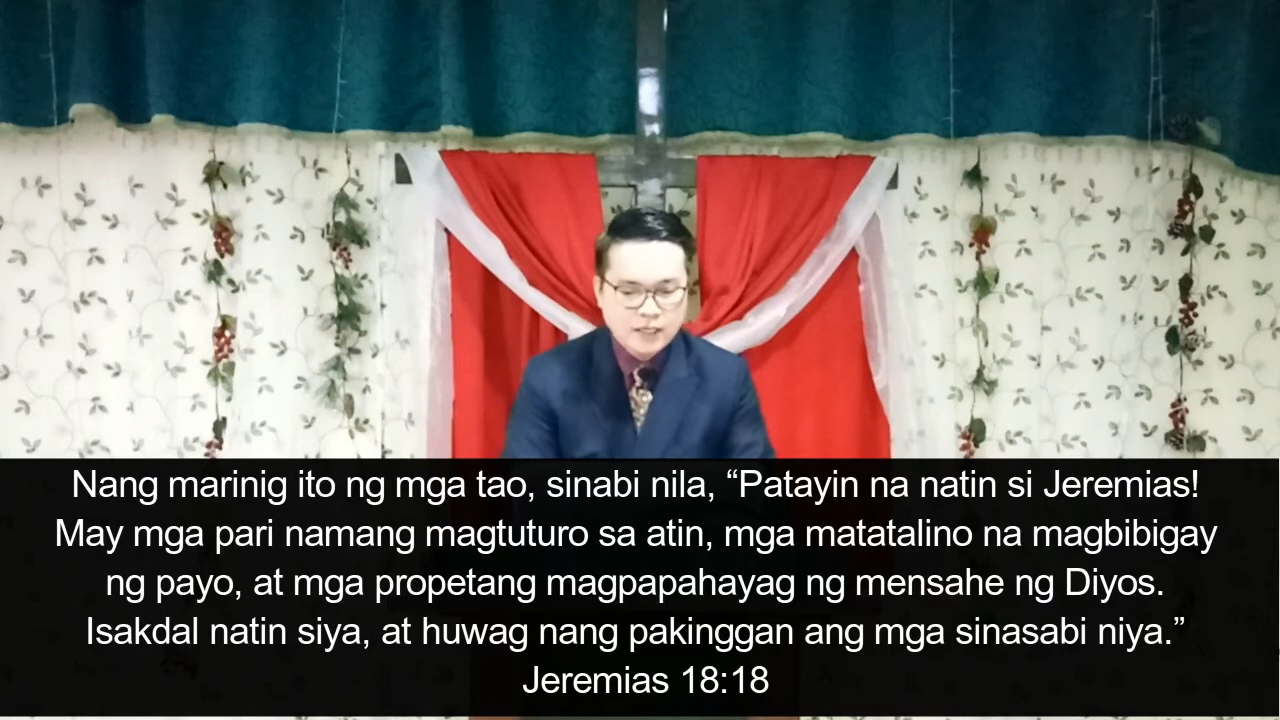 Nang marinig ito ng mga tao, sinabi nila, “Patayin na natin si Jeremias!
May mga pari namang magtuturo sa atin, mga matatalino na magbibigay
ng payo, at mga propetang magpapahayag ng mensahe ng Diyos.
Isakdal natin siya, at huwag nang pakinggan ang mga sinasabi niya.”
Jeremias 18:18